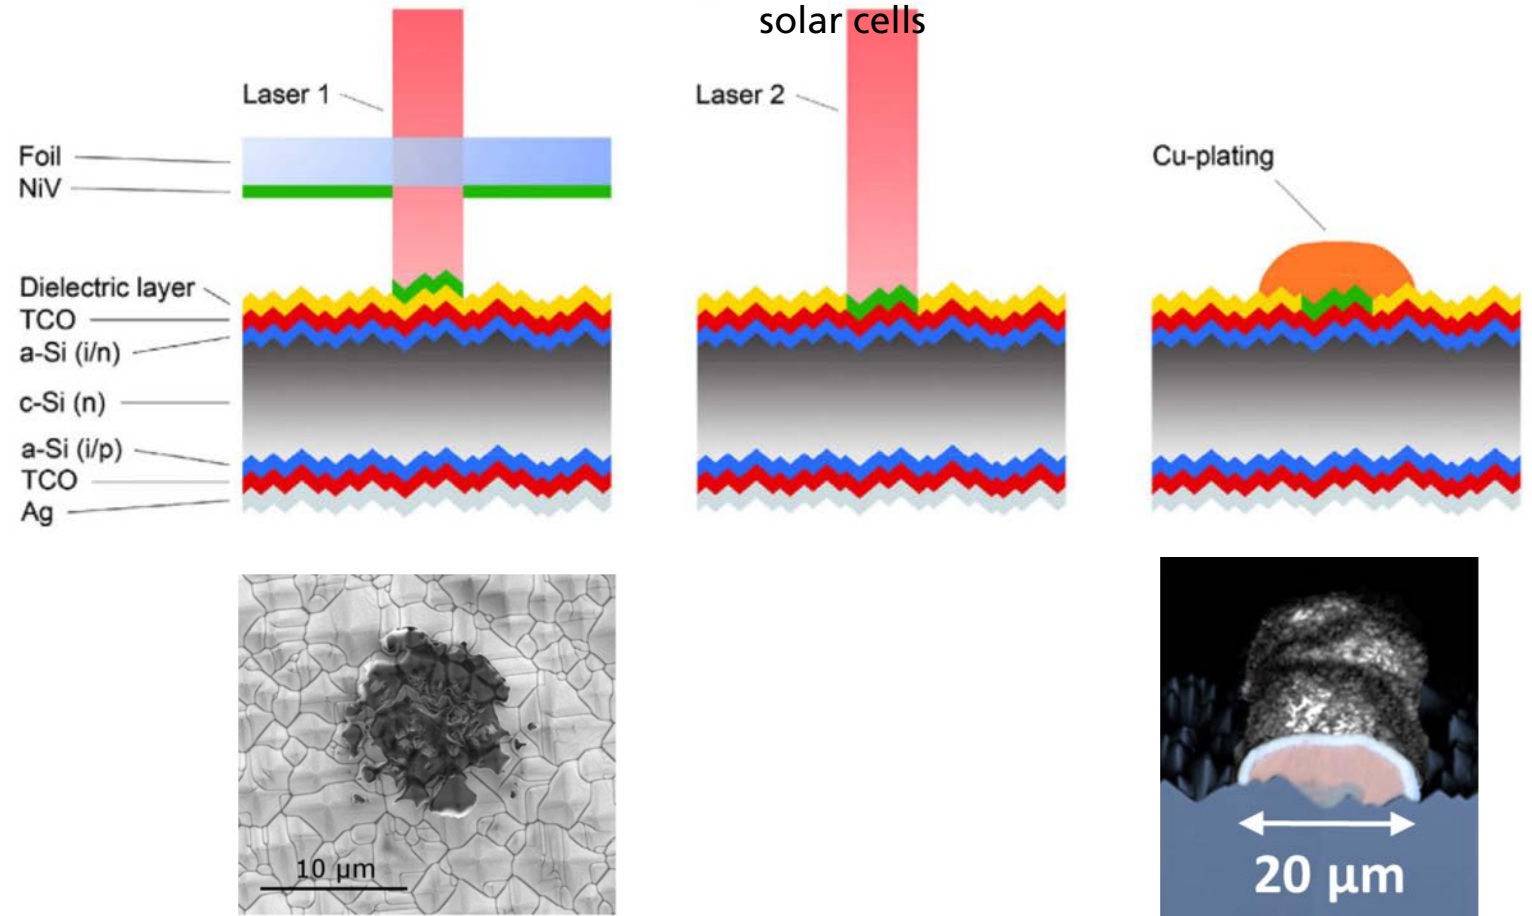 solar cells
Laser 1
Laser 2
Foil
NiV
Cu-plating
Dielectric layer
TCO
a-Si (i/n)
c-Si (n)
a-Si (i/p)
TCO
Ag
10 µm
20 µm